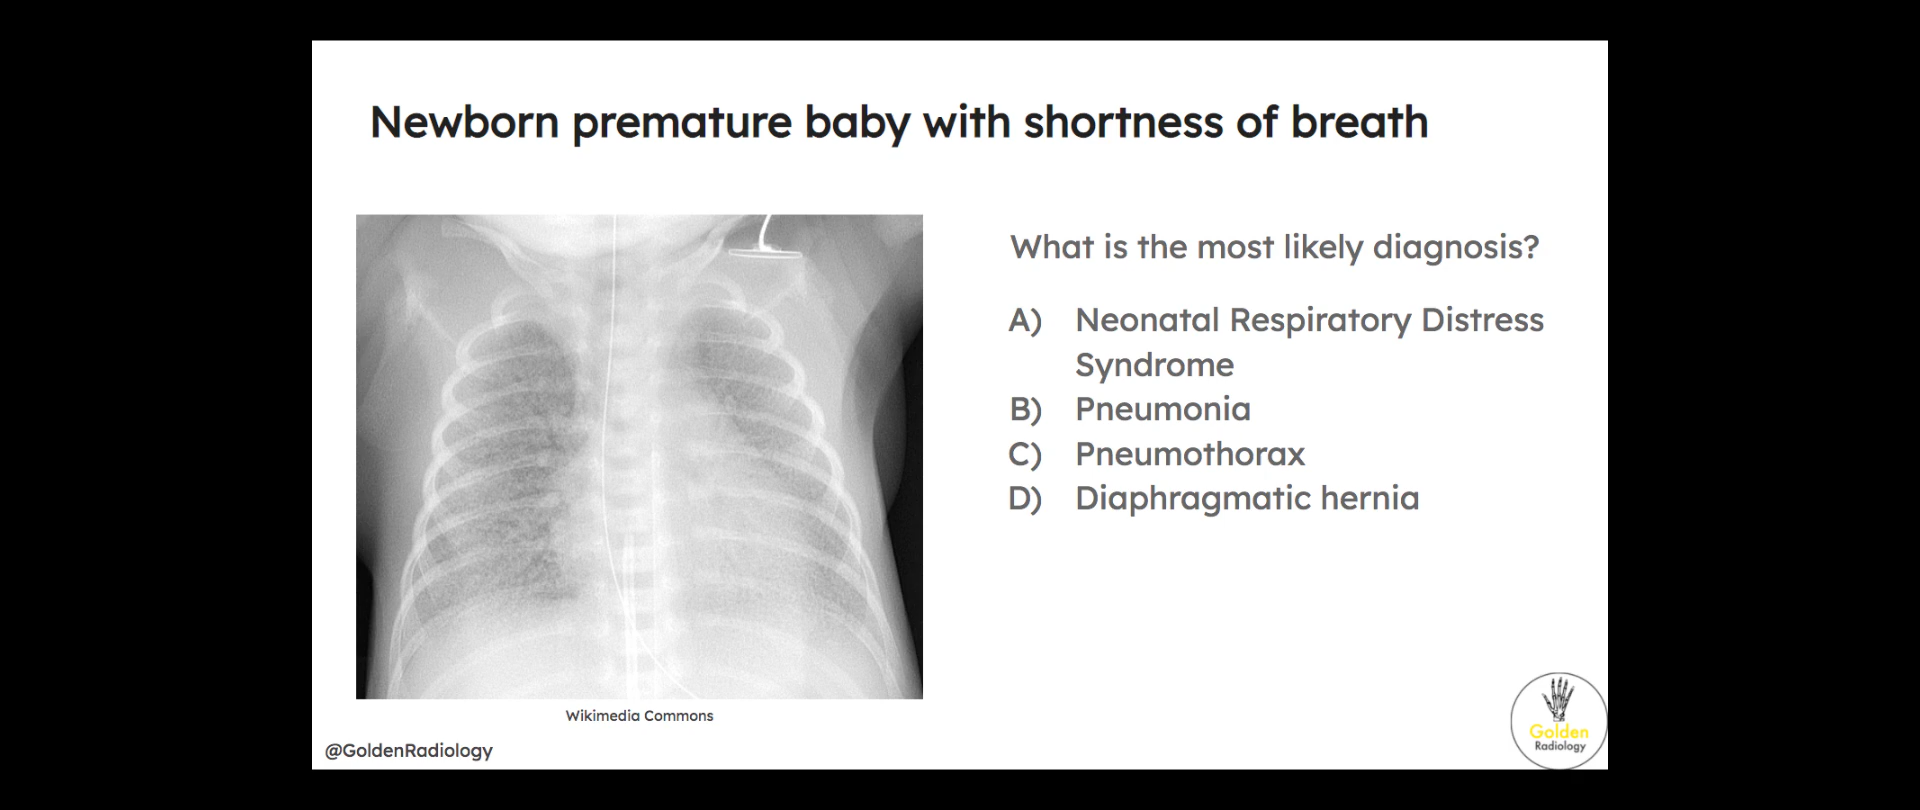 Newborn premature baby with shortness of breath
What is the most likely diagnosis?
A) Neonatal Respiratory Distress
Syndrome
B) Pneumonia
C) Pneumothorax
D) Diaphragmatic hernia
Wikimedia Commons
@GoldenRadiology
Golden
Radiology